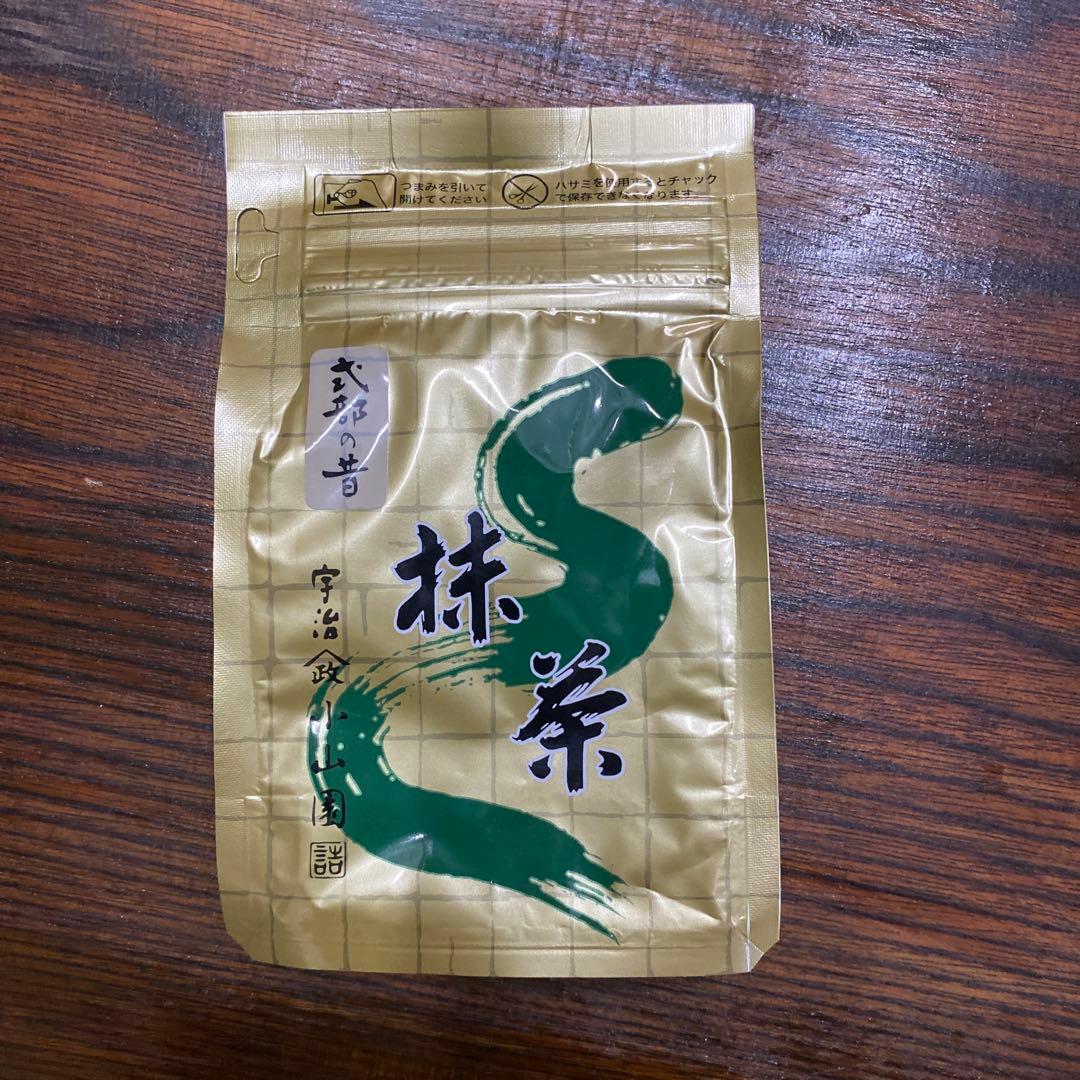 つまみを引いて
開けてください
ハサミを使用するとチャック
で保存できなくなります
式部の昔
抹茶
宇治政小山園詰